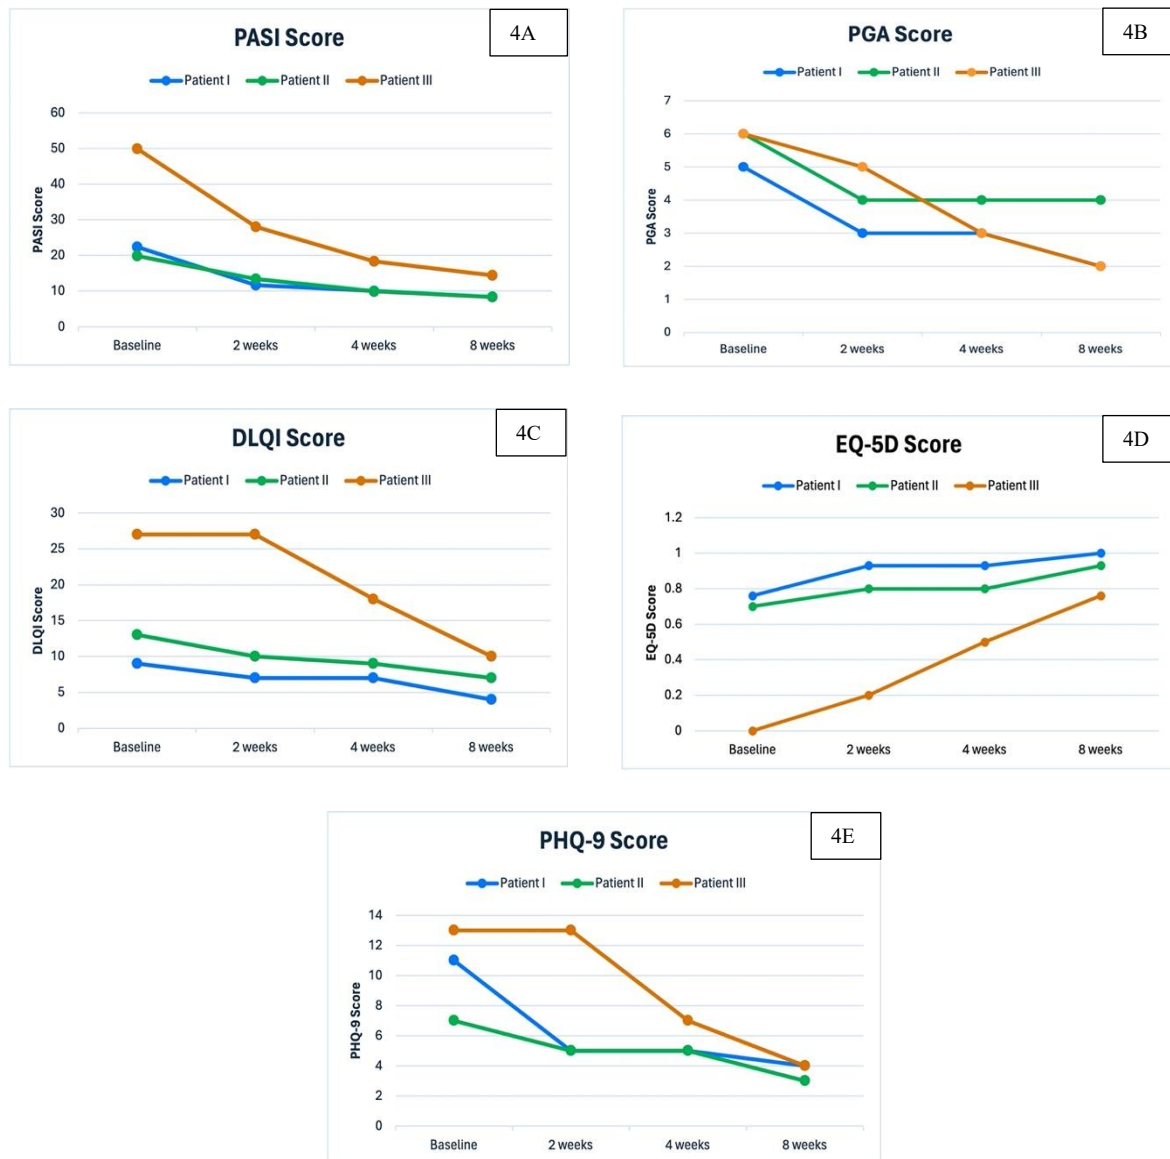 4A
PASI Score
Patient I Patient II Patient III
60
50
40
30
20
10
0
PASI Score
Baseline 2 weeks 4 weeks 8 weeks
4B
PGA Score
Patient I Patient II Patient III
7
6
5
4
3
2
1
0
PGA Score
Baseline 2 weeks 4 weeks 8 weeks
4C
DLQI Score
Patient I Patient II Patient III
30
25
20
15
10
5
0
DLQI Score
Baseline 2 weeks 4 weeks 8 weeks
4D
EQ-5D Score
Patient I Patient II Patient III
1.2
1
0.8
0.6
0.4
0.2
0
EQ-5D Score
Baseline 2 weeks 4 weeks 8 weeks
4E
PHQ-9 Score
Patient I Patient II Patient III
14
12
10
8
6
4
2
0
PHQ-9 Score
Baseline 2 weeks 4 weeks 8 weeks